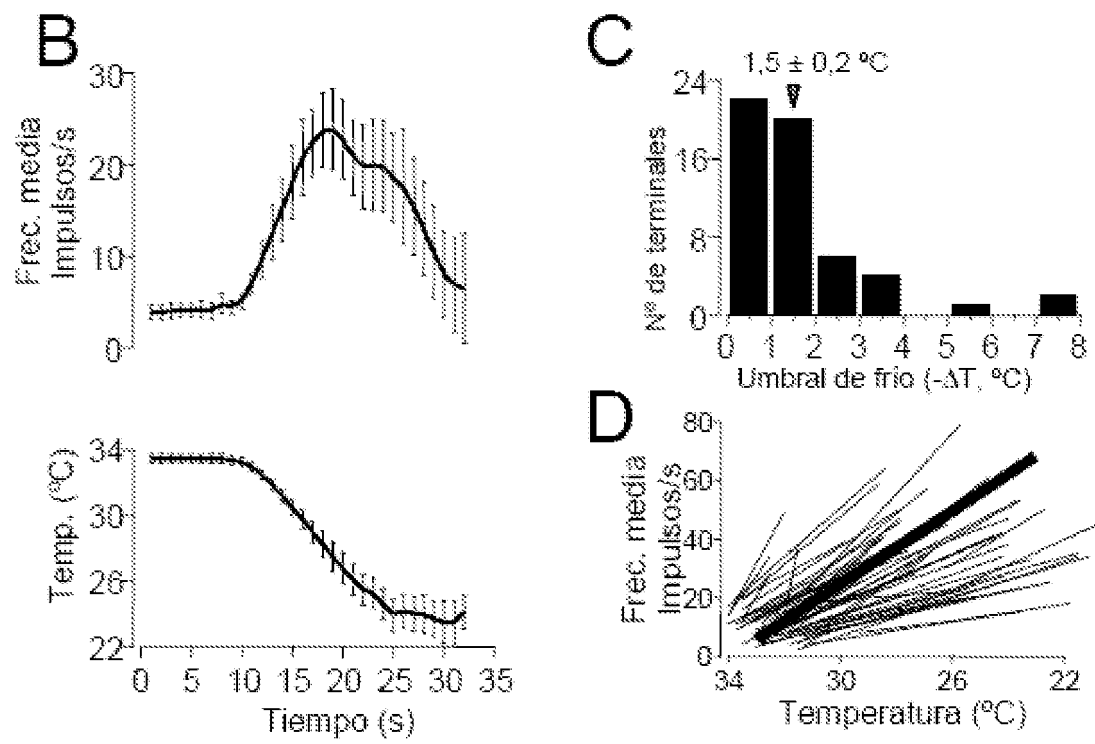 B
30
20
10
0
Frec. media
Impulsos/s
34
30
26
22
Temp. (ºC)
0 5 10 15 20 25 30 35
Tiempo (s)
C
1,5 ± 0,2 ºC
24
16
8
0
Nº de terminales
0 1 2 3 4 5 6 7 8
Umbral de frío (-ΔT, ºC)
D
80
60
40
20
0
Frec. media
Impulsos/s
34 30 26 22
Temperatura (ºC)